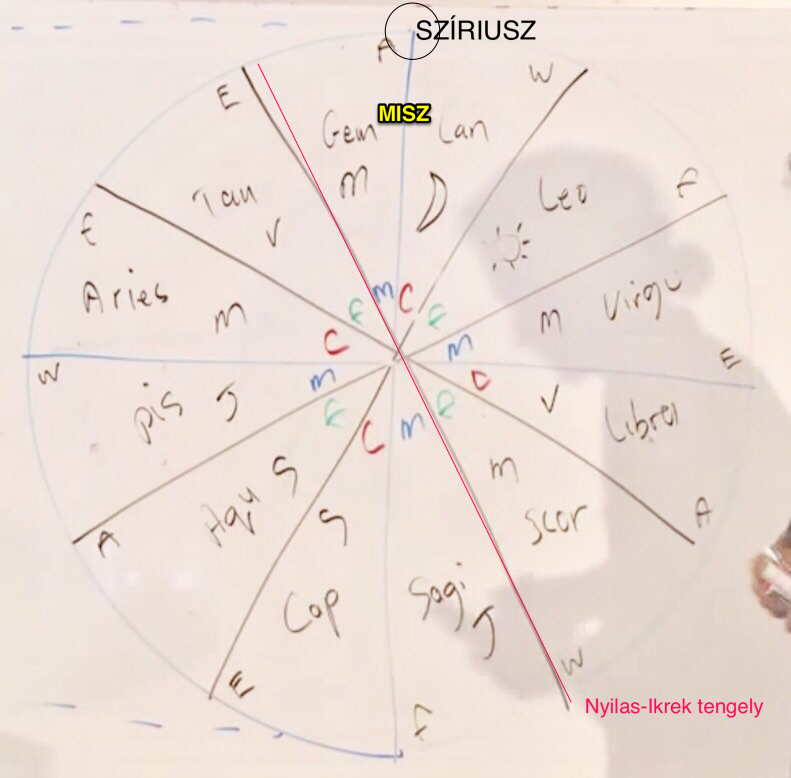 SZÍRIUSZ
A
W
E
MISZ
Gem
Can
m
Tau
V
Leo
F
E
Aries
m
m
Virgo
E
m
C
E
C
m
C
W
m
E
E
C
m
Pis
J
V
Libra
Aqu
S
m
Scor
A
A
S
Cap
Sagi
J
E
W
F
Nyilas-Ikrek tengely